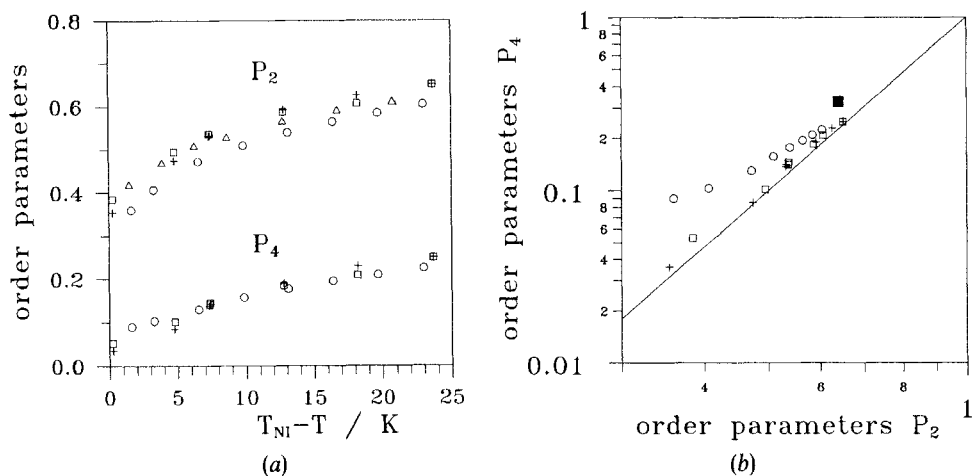 order parameters
0.8
0.6
0.4
0.2
0.0
P₂
P₄
0 5 10 15 20 25
T_NI−T / K
(a)
order parameters P₄
1
8
6
4
2
0.1
8
6
4
2
0.01
4 6 8 1
order parameters P₂
(b)